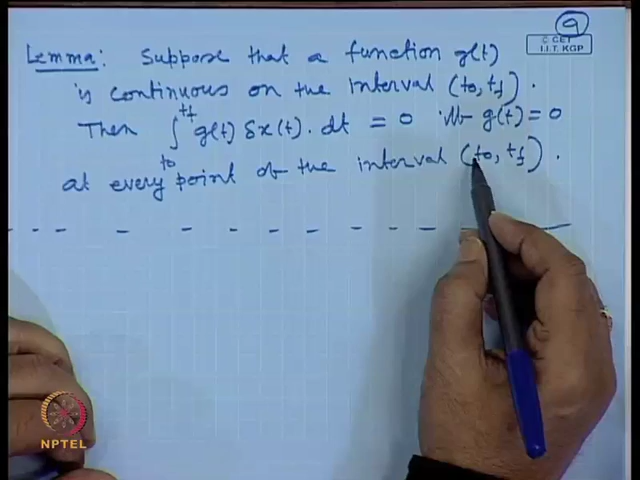 9
C CET
I.I.T. KGP
Lemma: Suppose that a function g(t)
is continuous on the interval (t0, tf).
Then ∫_{t0}^{tf} g(t) δx(t). dt = 0 iff g(t) = 0
at every point of the interval (t0, tf).
NPTEL